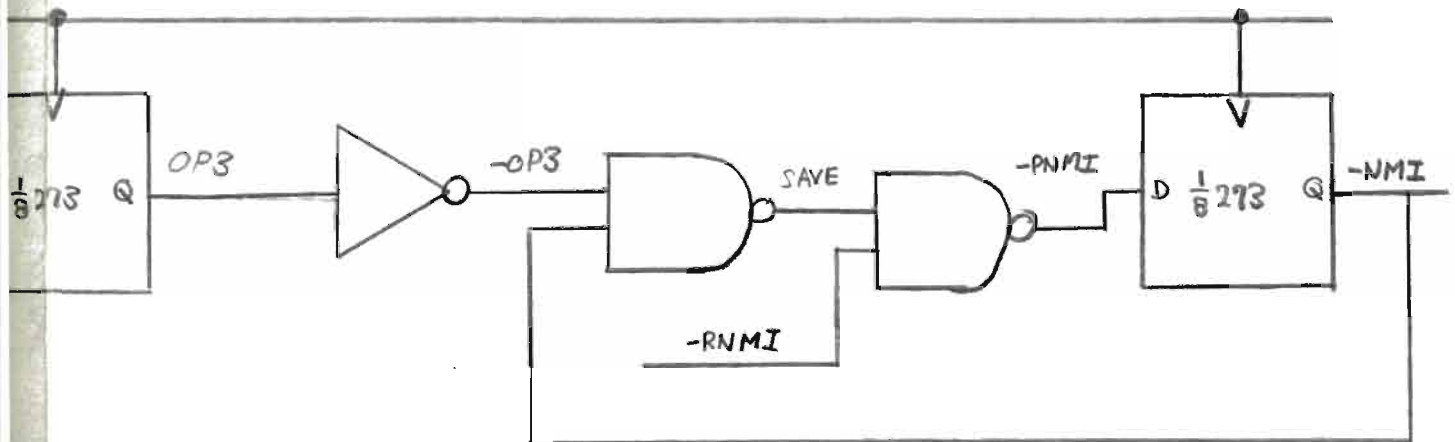 OP3
-OP3
SAVE
-PNMI
-NMI
1/8 273 Q
D 1/8 273 Q
-RNMI